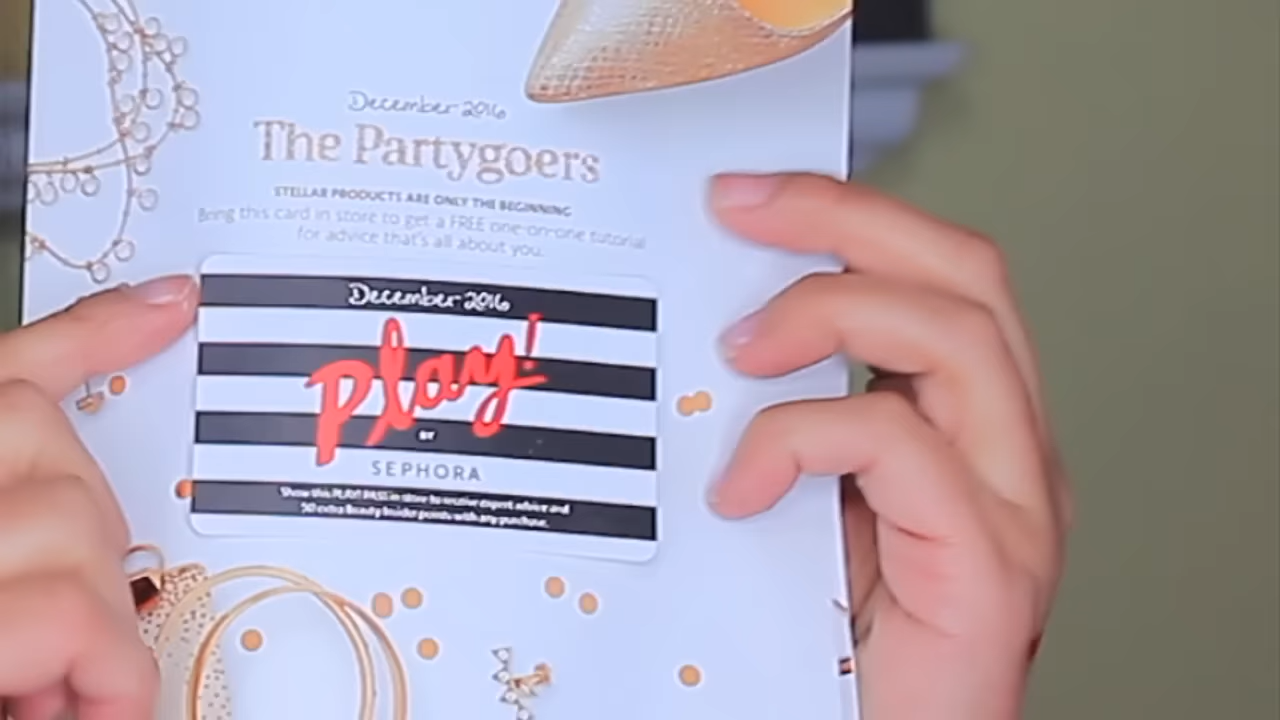 December 2016
The Partygoers
STELLAR PRODUCTS ARE ONLY THE BEGINNING
Bring this card in store to get a FREE one-on-one tutorial
for advice that's all about you.
December 2016
Play!
BY
SEPHORA
Show this PLAY! PASS in store to receive expert advice and
50 extra Beauty Insider points with any purchase.